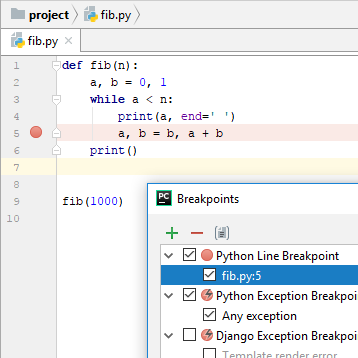 project fib.py
fib.py
1 def fib(n):
2 a, b = 0, 1
3 while a < n:
4 print(a, end=' ')
5 a, b = b, a + b
6 print()
7
8
9 fib(1000)
10
PC Breakpoints
Python Line Breakpoint
fib.py:5
Python Exception Breakpoi
Any exception
Django Exception Breakpoi
Template render error